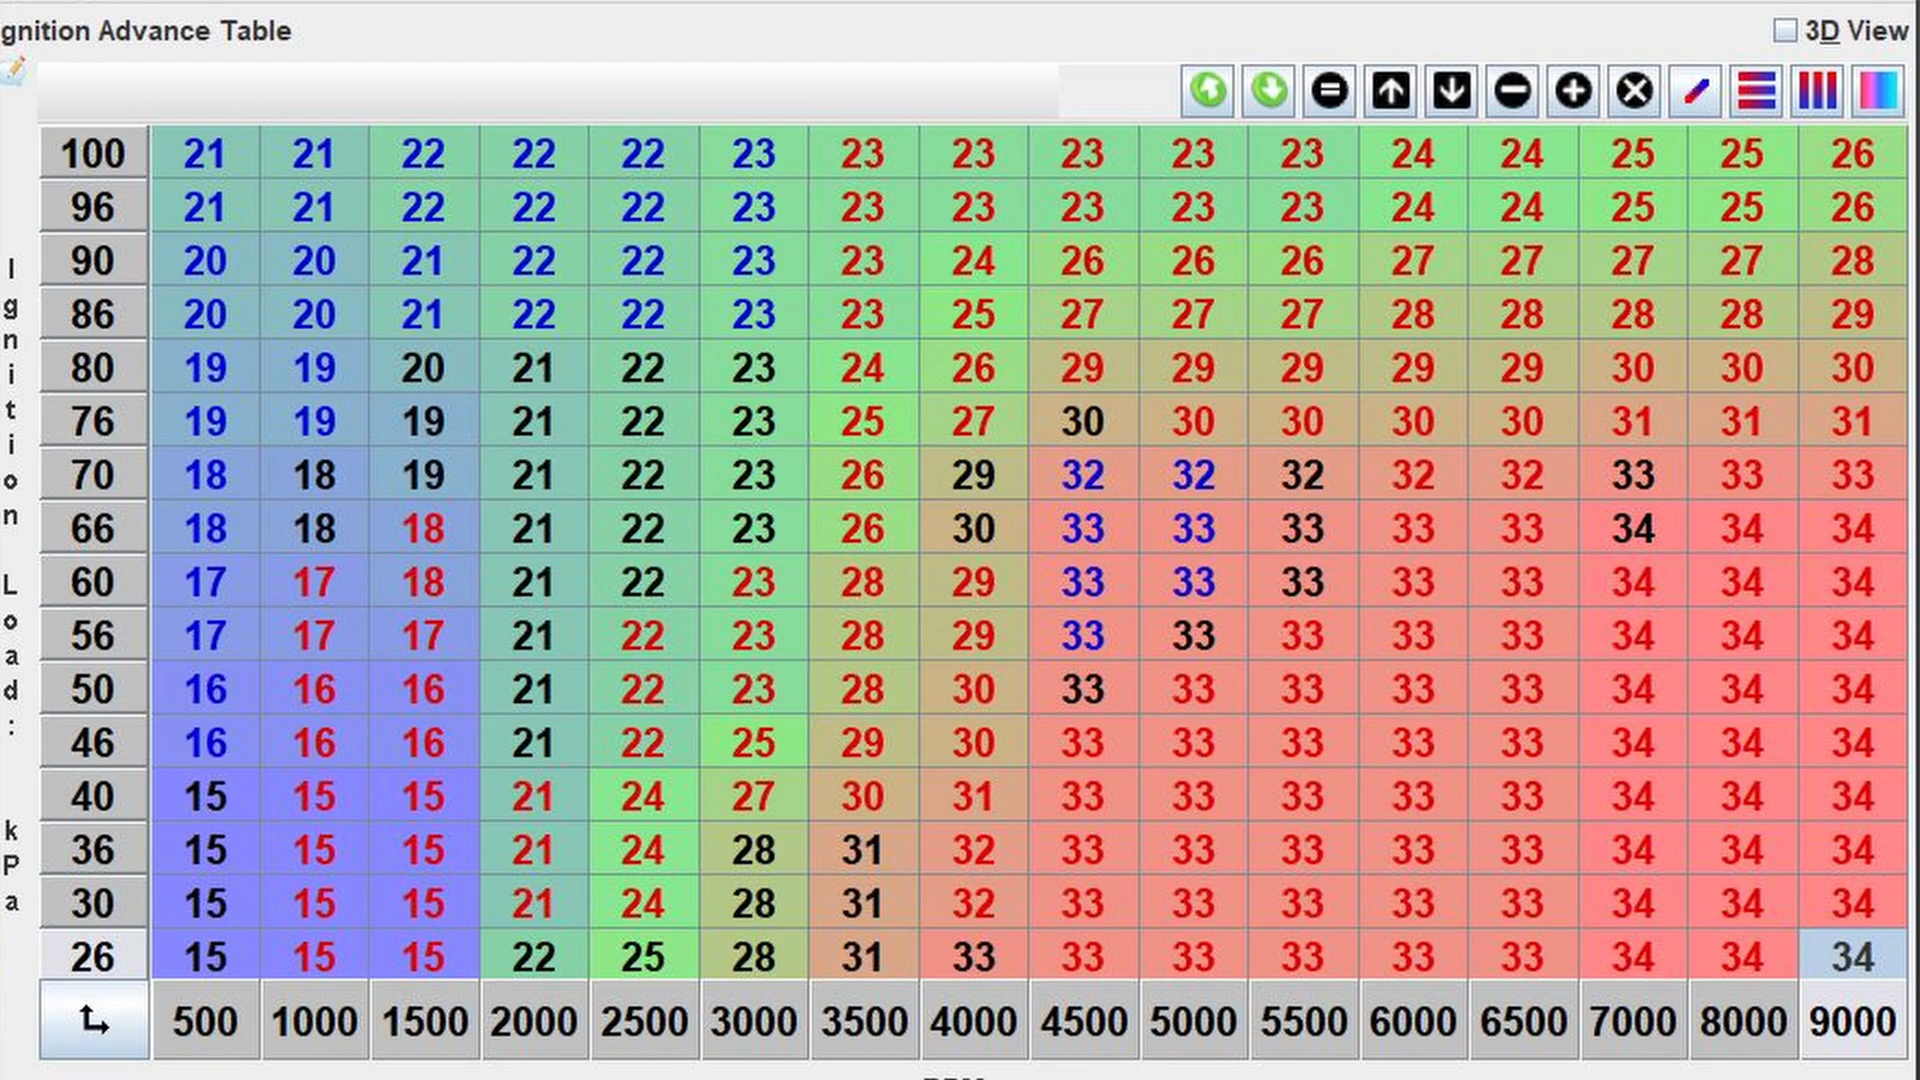 gnition Advance Table
3D View
100 21 21 22 22 22 23 23 23 23 23 23 24 24 25 25 26
96 21 21 22 22 22 23 23 23 23 23 23 24 24 25 25 26
90 20 20 21 22 22 23 23 24 26 26 26 27 27 27 27 28
86 20 20 21 22 22 23 23 25 27 27 27 28 28 28 28 29
80 19 19 20 21 22 23 24 26 29 29 29 29 29 30 30 30
76 19 19 19 21 22 23 25 27 30 30 30 30 30 31 31 31
70 18 18 19 21 22 23 26 29 32 32 32 32 32 33 33 33
66 18 18 18 21 22 23 26 30 33 33 33 33 33 34 34 34
60 17 17 18 21 22 23 28 29 33 33 33 33 33 34 34 34
56 17 17 17 21 22 23 28 29 33 33 33 33 33 34 34 34
50 16 16 16 21 22 23 28 30 33 33 33 33 33 34 34 34
46 16 16 16 21 22 25 29 30 33 33 33 33 33 34 34 34
40 15 15 15 21 24 27 30 31 33 33 33 33 33 34 34 34
36 15 15 15 21 24 28 31 32 33 33 33 33 33 34 34 34
30 15 15 15 21 24 28 31 32 33 33 33 33 33 34 34 34
26 15 15 15 22 25 28 31 33 33 33 33 33 33 34 34 34
500 1000 1500 2000 2500 3000 3500 4000 4500 5000 5500 6000 6500 7000 8000 9000
Ignition Load: kPa